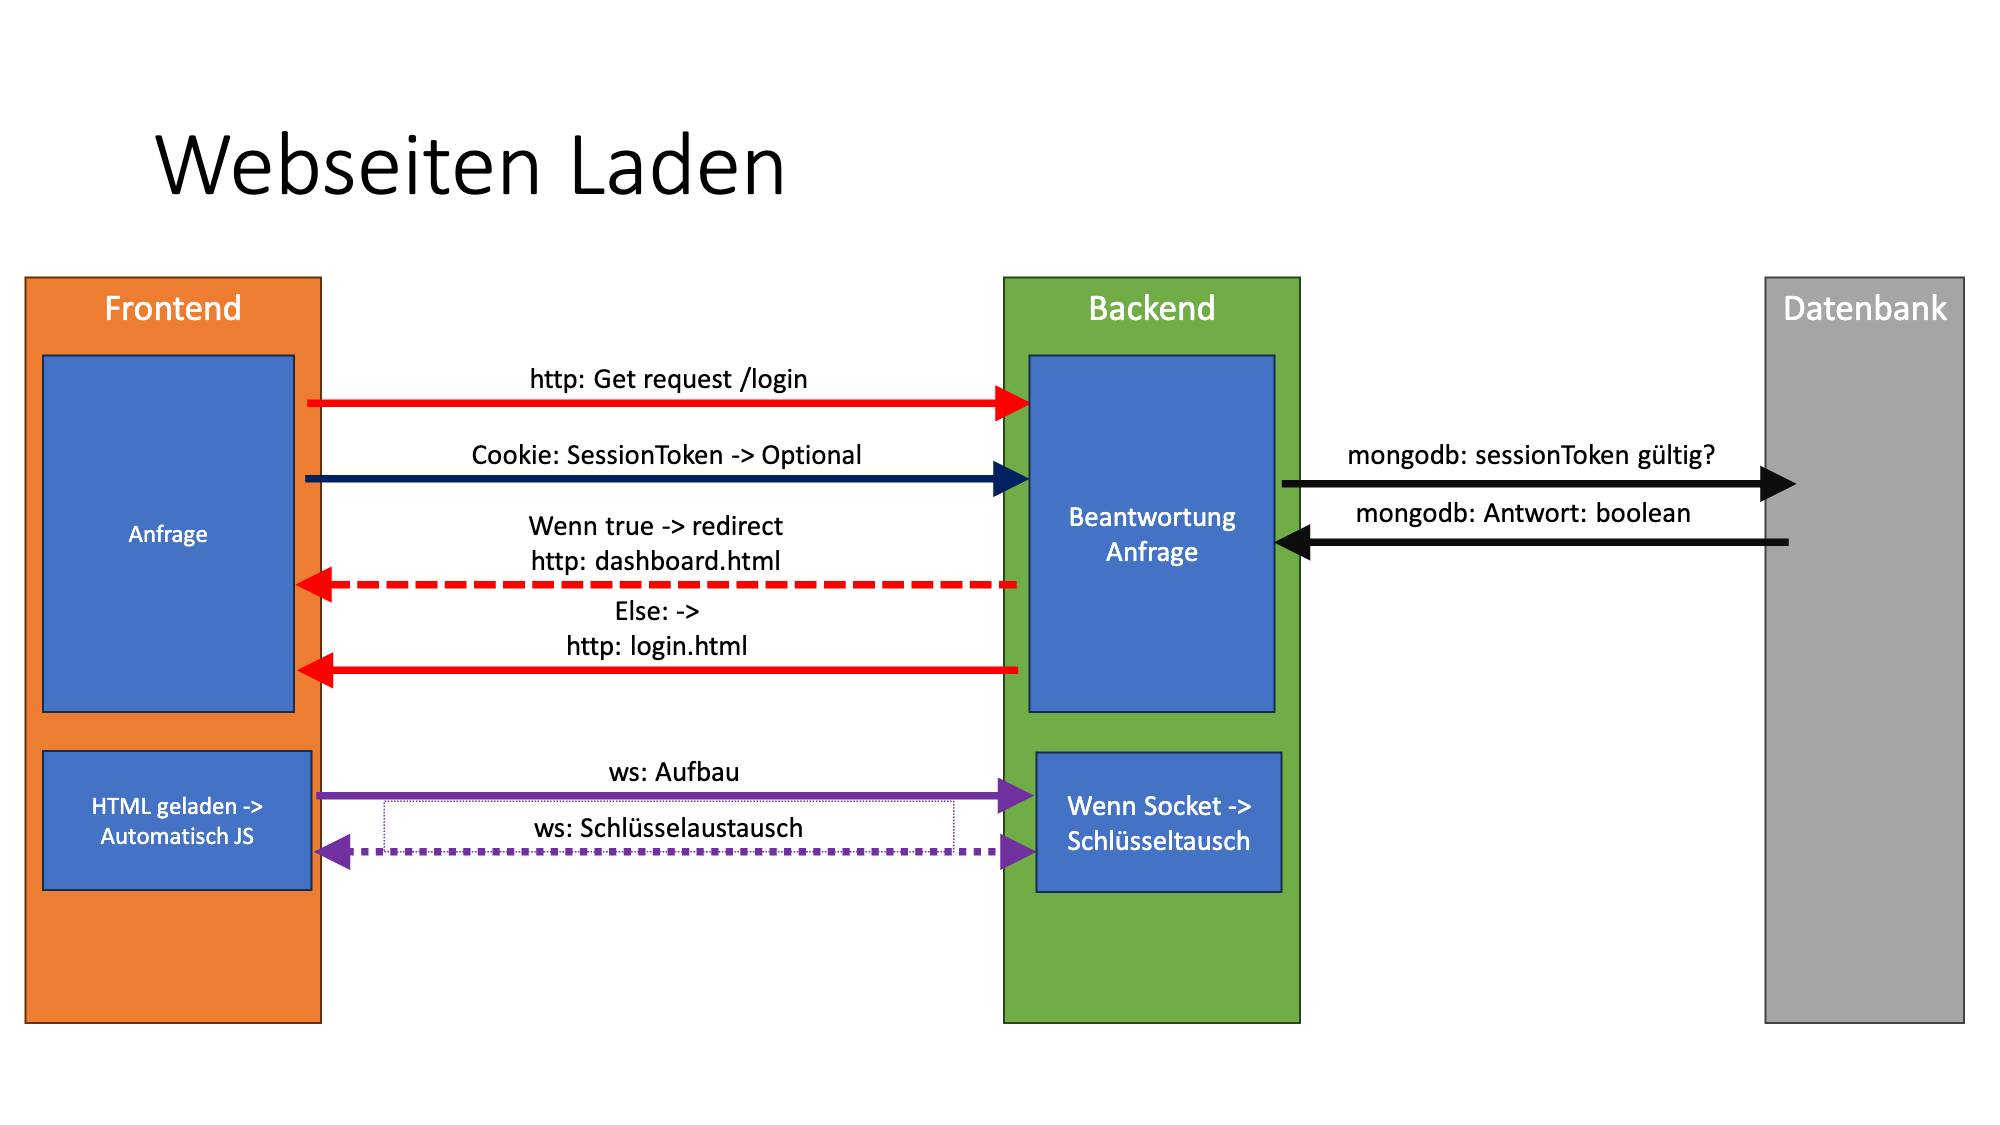 Webseiten Laden
Frontend
Backend
Datenbank
http: Get request /login
Cookie: SessionToken -> Optional
mongodb: sessionToken gültig?
Anfrage
Wenn true -> redirect
http: dashboard.html
Beantwortung
Anfrage
mongodb: Antwort: boolean
Else: ->
http: login.html
HTML geladen ->
Automatisch JS
ws: Aufbau
ws: Schlüsselaustausch
Wenn Socket ->
Schlüsseltausch